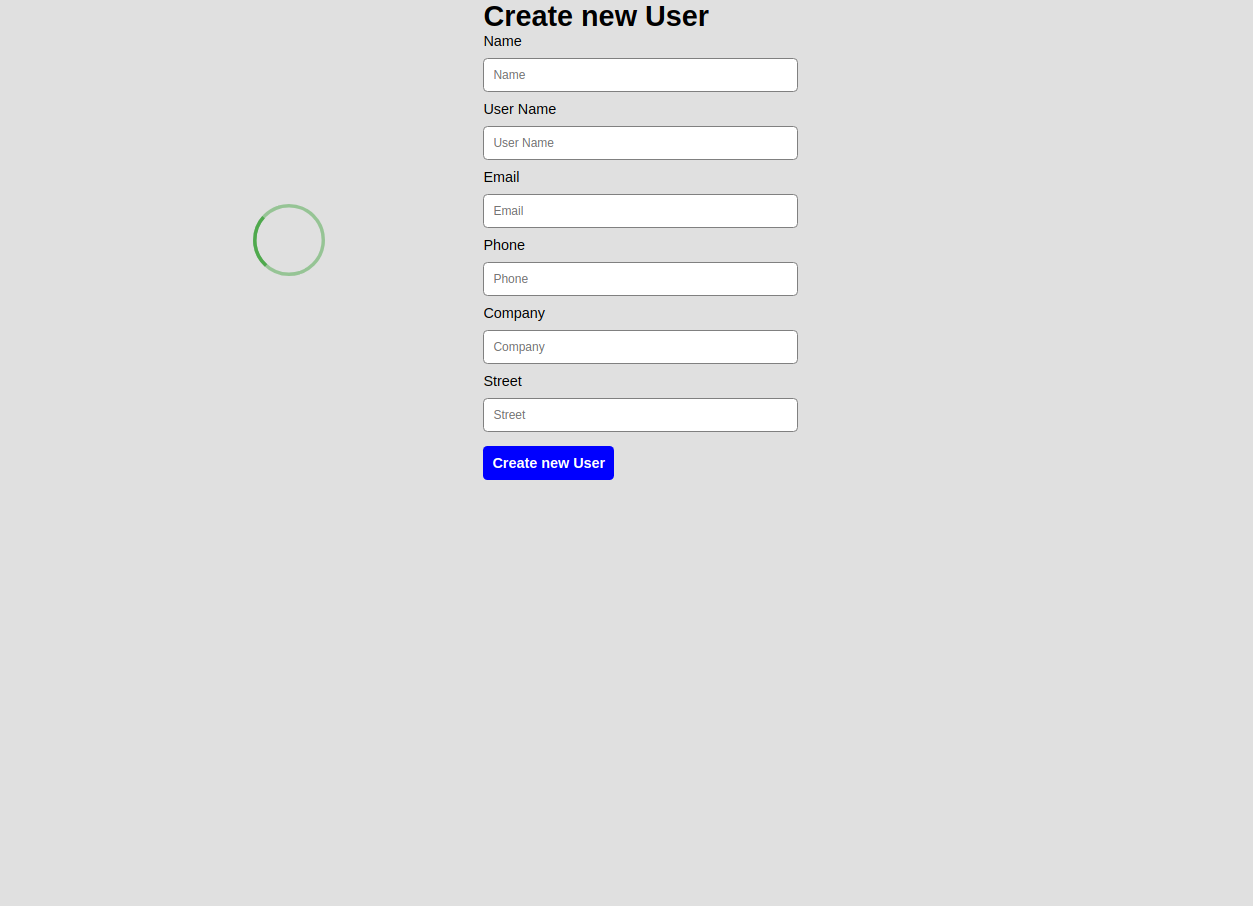 Create new User
Name
Name
User Name
User Name
Email
Email
Phone
Phone
Company
Company
Street
Street
Create new User